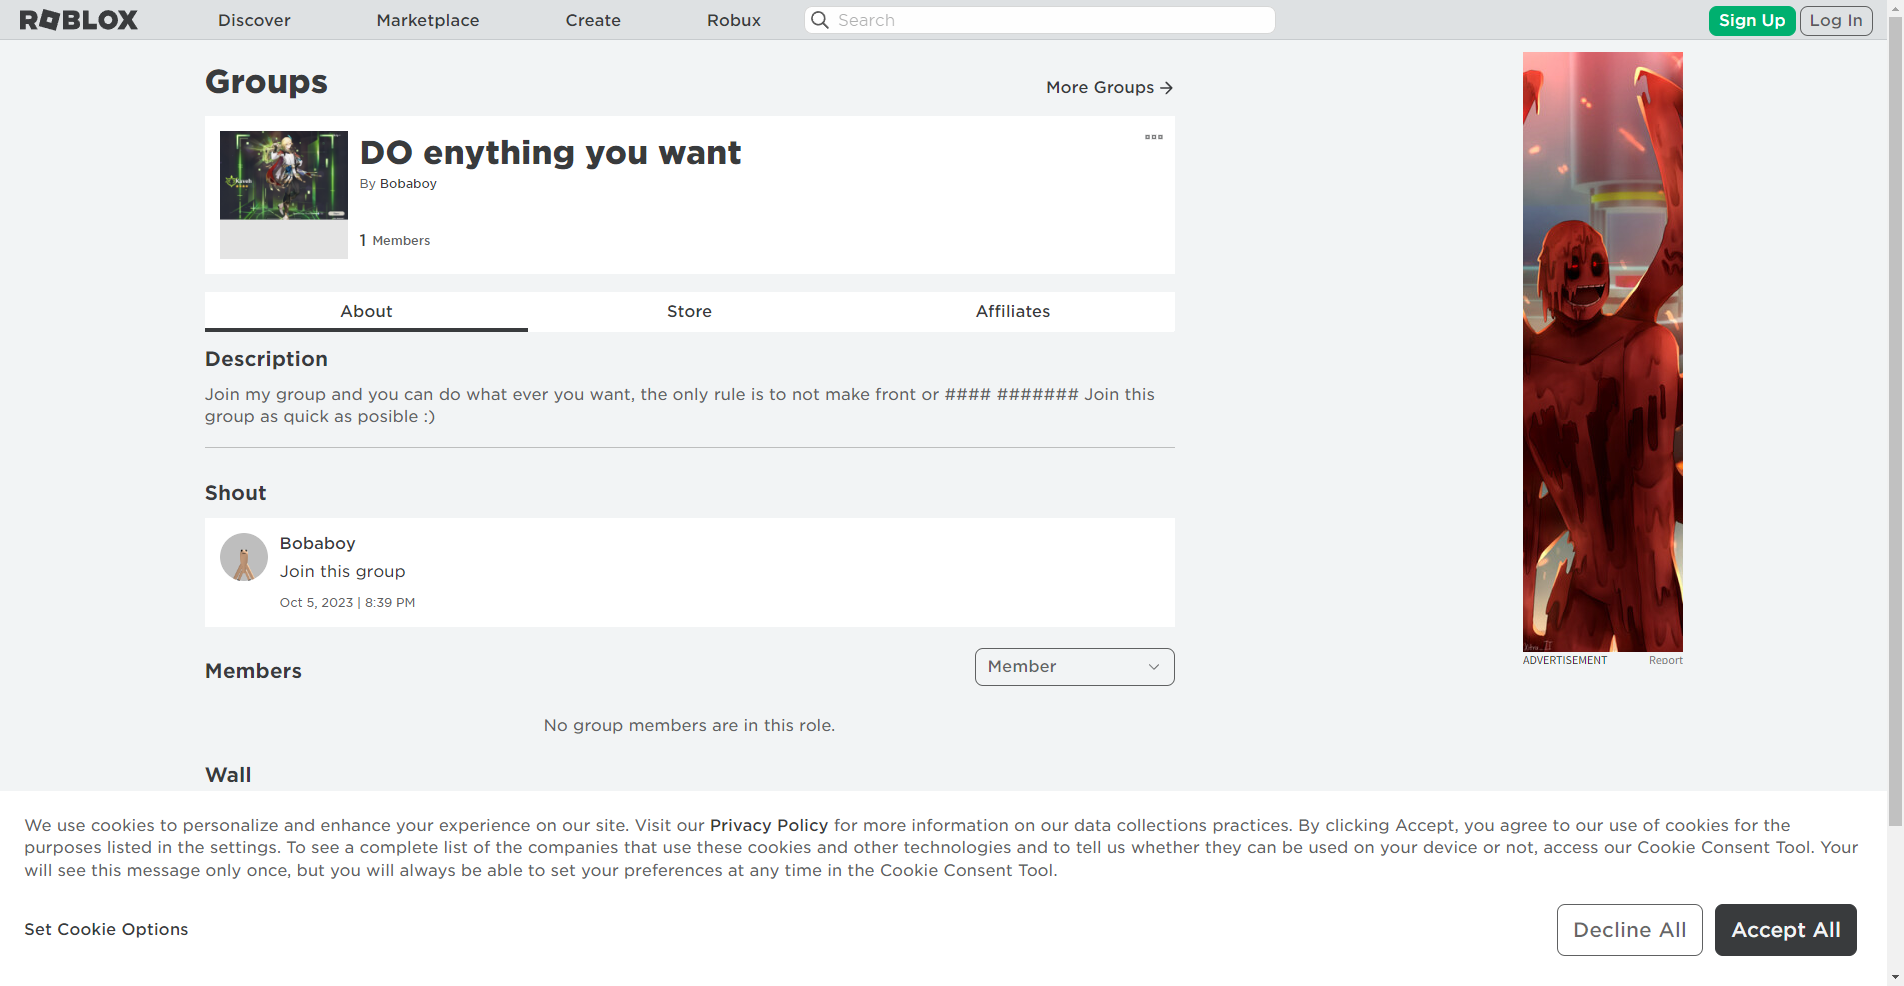 ROBLOX Discover Marketplace Create Robux Search Sign Up Log In
Groups
More Groups
DO enything you want
By Bobaboy
1 Members
About Store Affiliates
Description
Join my group and you can do what ever you want, the only rule is to not make front or #### ####### Join this
group as quick as posible :)
Shout
Bobaboy
Join this group
Oct 5, 2023 | 8:39 PM
Members
Member
No group members are in this role.
Wall
ADVERTISEMENT Report
We use cookies to personalize and enhance your experience on our site. Visit our Privacy Policy for more information on our data collections practices. By clicking Accept, you agree to our use of cookies for the
purposes listed in the settings. To see a complete list of the companies that use these cookies and other technologies and to tell us whether they can be used on your device or not, access our Cookie Consent Tool. Your
will see this message only once, but you will always be able to set your preferences at any time in the Cookie Consent Tool.
Set Cookie Options
Decline All
Accept All